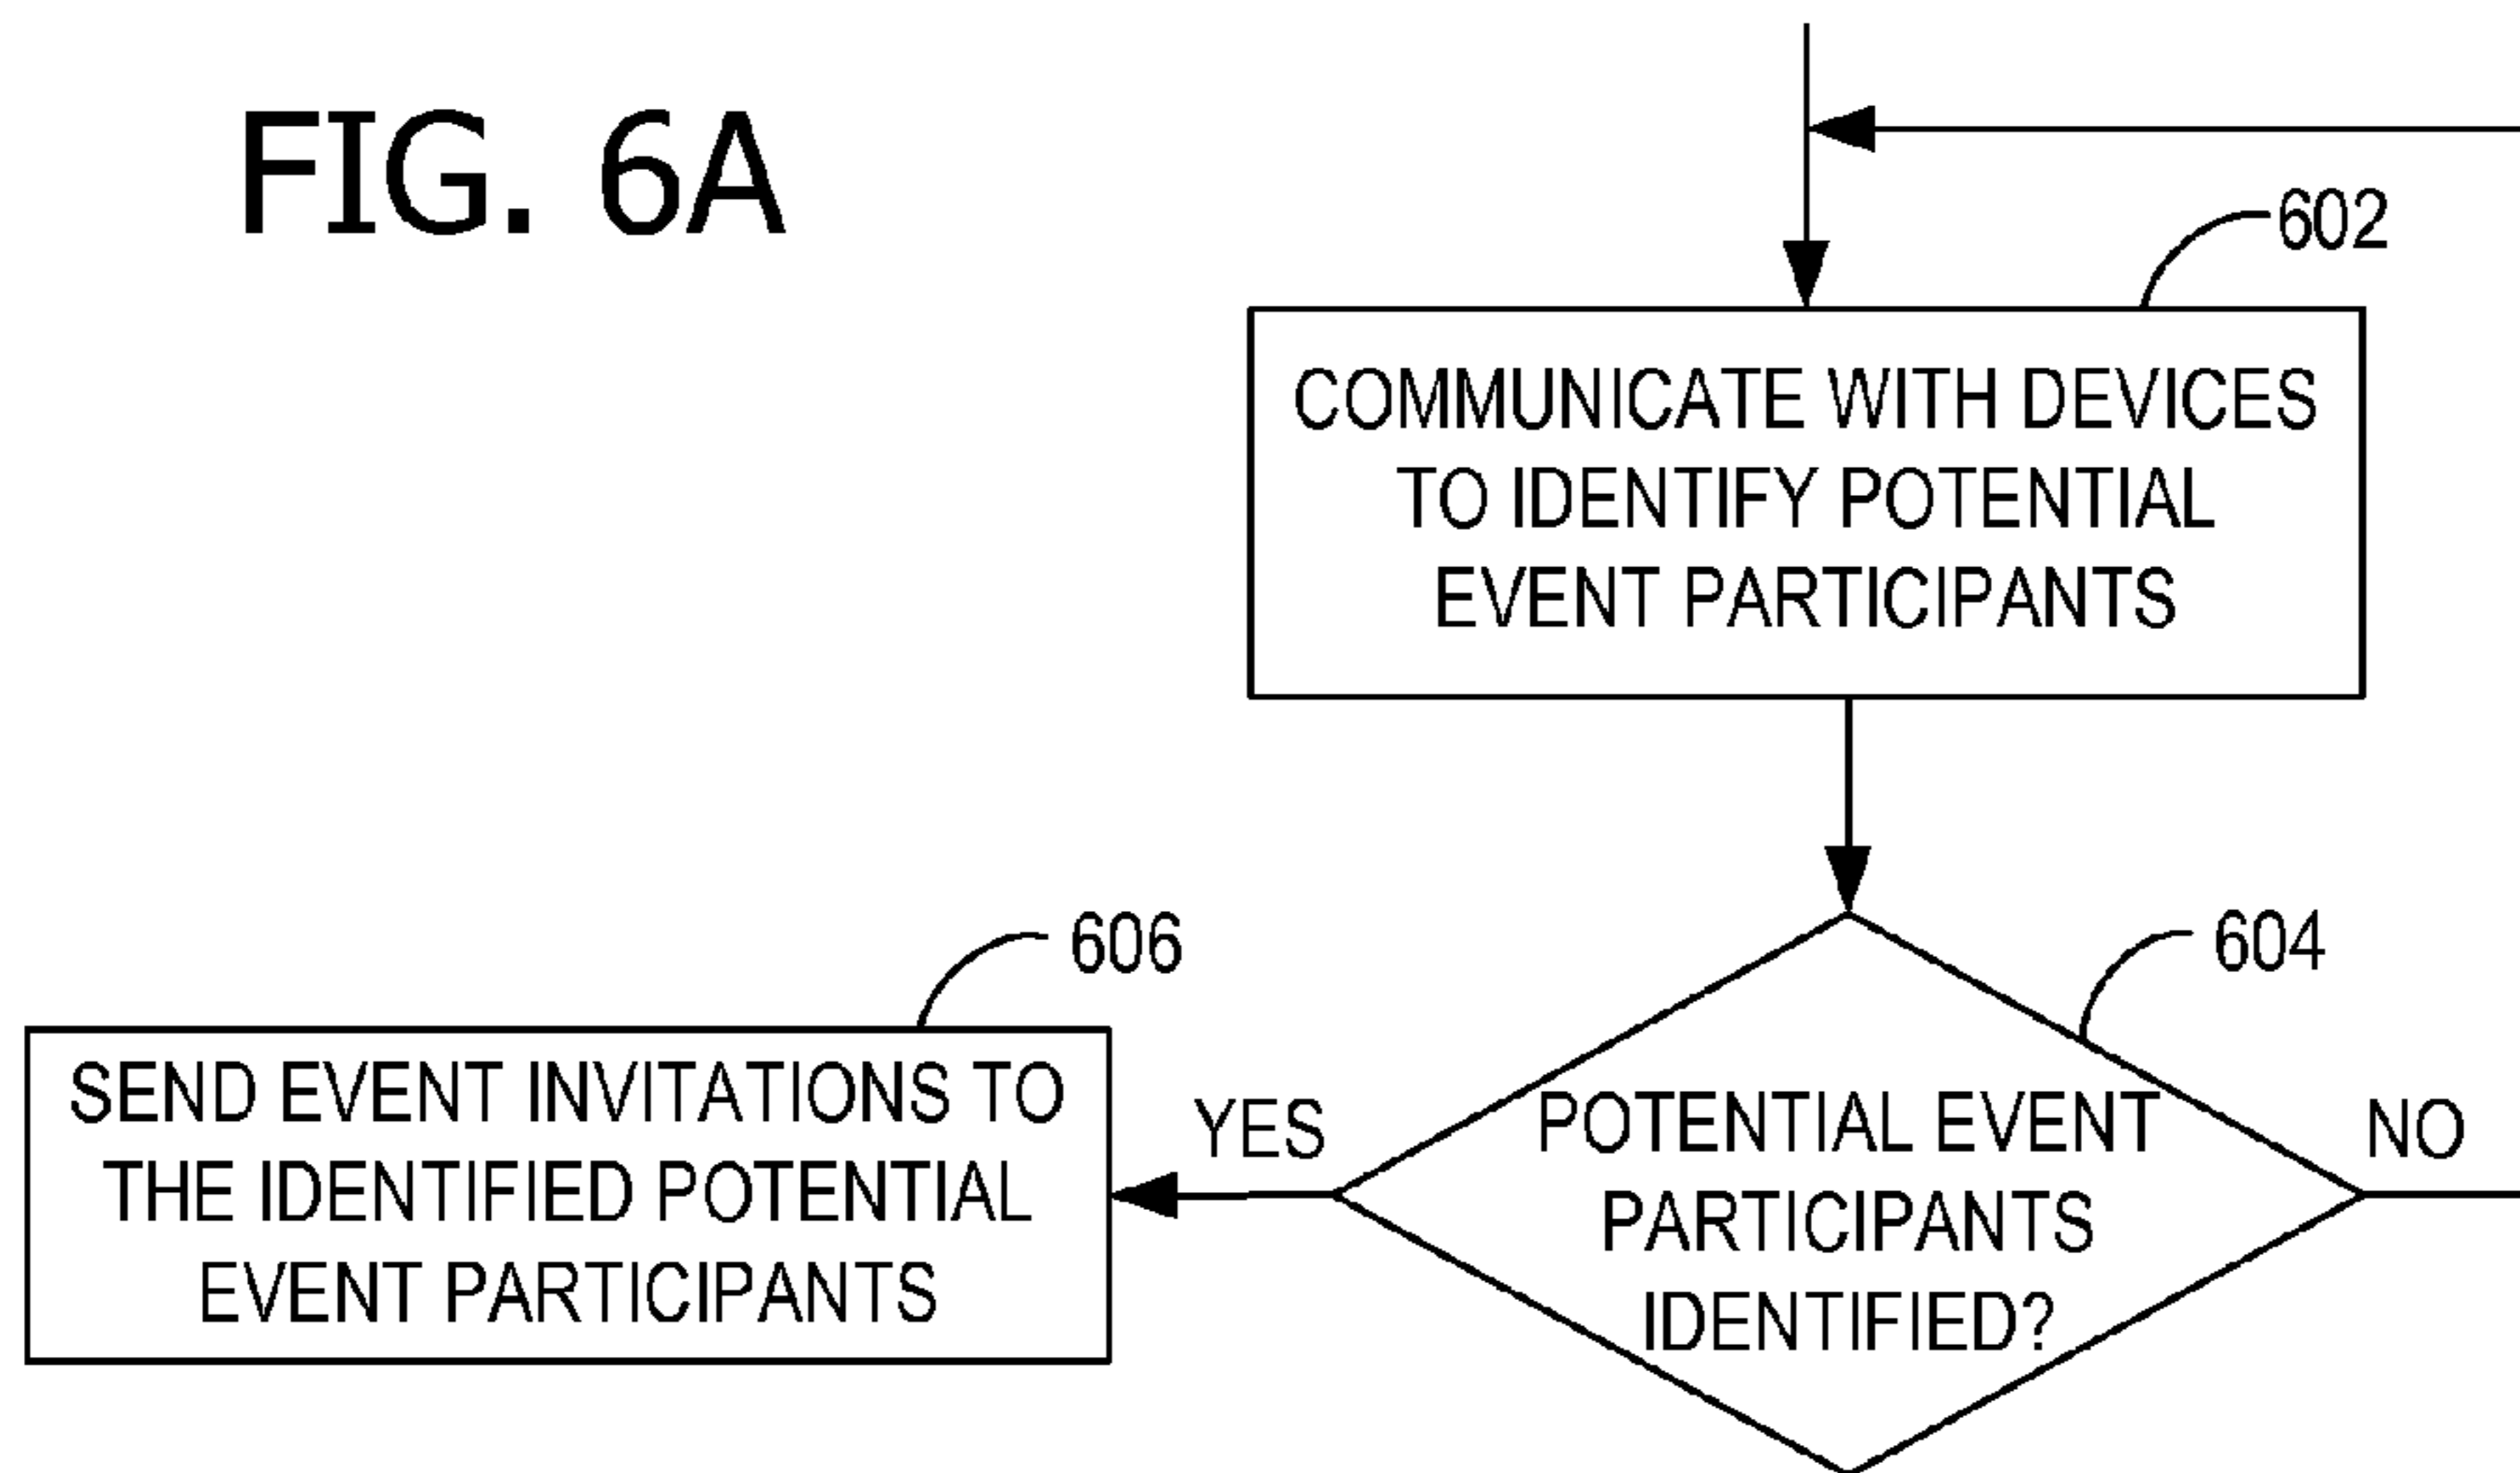 FIG. 6A
602
COMMUNICATE WITH DEVICES
TO IDENTIFY POTENTIAL
EVENT PARTICIPANTS
604
POTENTIAL EVENT
PARTICIPANTS
IDENTIFIED?
YES
NO
606
SEND EVENT INVITATIONS TO
THE IDENTIFIED POTENTIAL
EVENT PARTICIPANTS